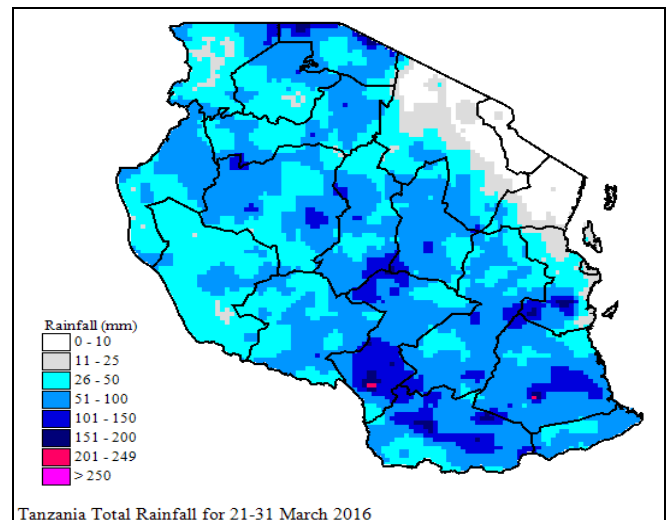 Rainfall (mm)
0 - 10
11 - 25
26 - 50
51 - 100
101 - 150
151 - 200
201 - 249
> 250
Tanzania Total Rainfall for 21-31 March 2016